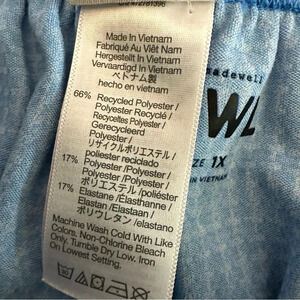 Made In Vietnam
Fabriqué Au Viêt Nam
Hergestellt In Vietnam
Vervaardigd In Vietnam
ベトナム製
hecho en vietnam
66% Recycled Polyester /
Polyester Recyclé /
Recyceltes Polyester /
Gerecycleerd
Polyester /
リサイクルポリエステル /
poliéster reciclado
17% Polyester/Polyester /
Polyester/Polyester /
ポリエステル /poliéster
17% Elastane/Élasthanne /
Elastan/Elastaan /
ポリウレタン /elastano
Machine Wash Cold With Like
Colors. Non-Chlorine Bleach
Only. Tumble Dry Low. Iron
On Lowest Setting.
adewell
WL
ZE 1X
IN VIETNAM